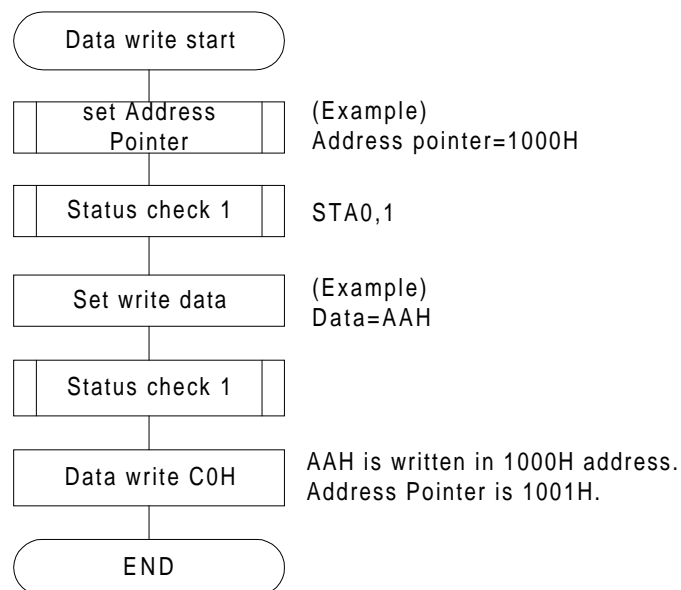 Data write start
set Address
Pointer
(Example)
Address pointer=1000H
Status check 1
STA0,1
Set write data
(Example)
Data=AAH
Status check 1
Data write C0H
AAH is written in 1000H address.
Address Pointer is 1001H.
END